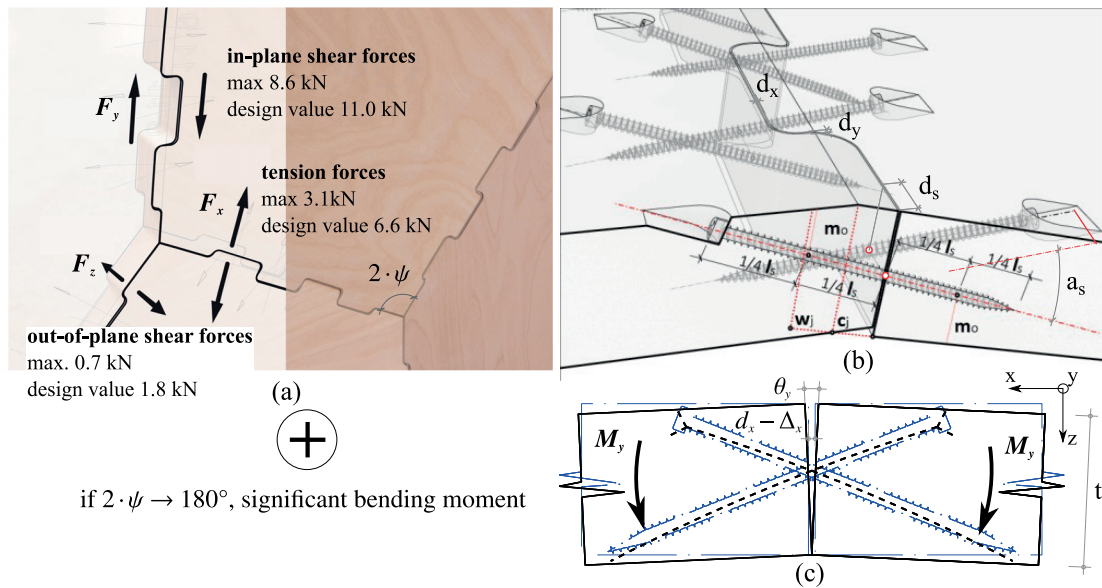 in-plane shear forces
max 8.6 kN
design value 11.0 kN
F_y
tension forces
max 3.1kN
design value 6.6 kN
F_x
F_z
2·ψ
out-of-plane shear forces
max. 0.7 kN
design value 1.8 kN
(a)
+
if 2·ψ → 180°, significant bending moment
d_x
d_y
d_s
m_o
1/4 l_s
1/4 l_s
1/4 l_s
1/4 l_s
a_s
w_j
c_j
m_o
(b)
θ_y
x
y
d_x − Δ_x
z
M_y
M_y
t
(c)